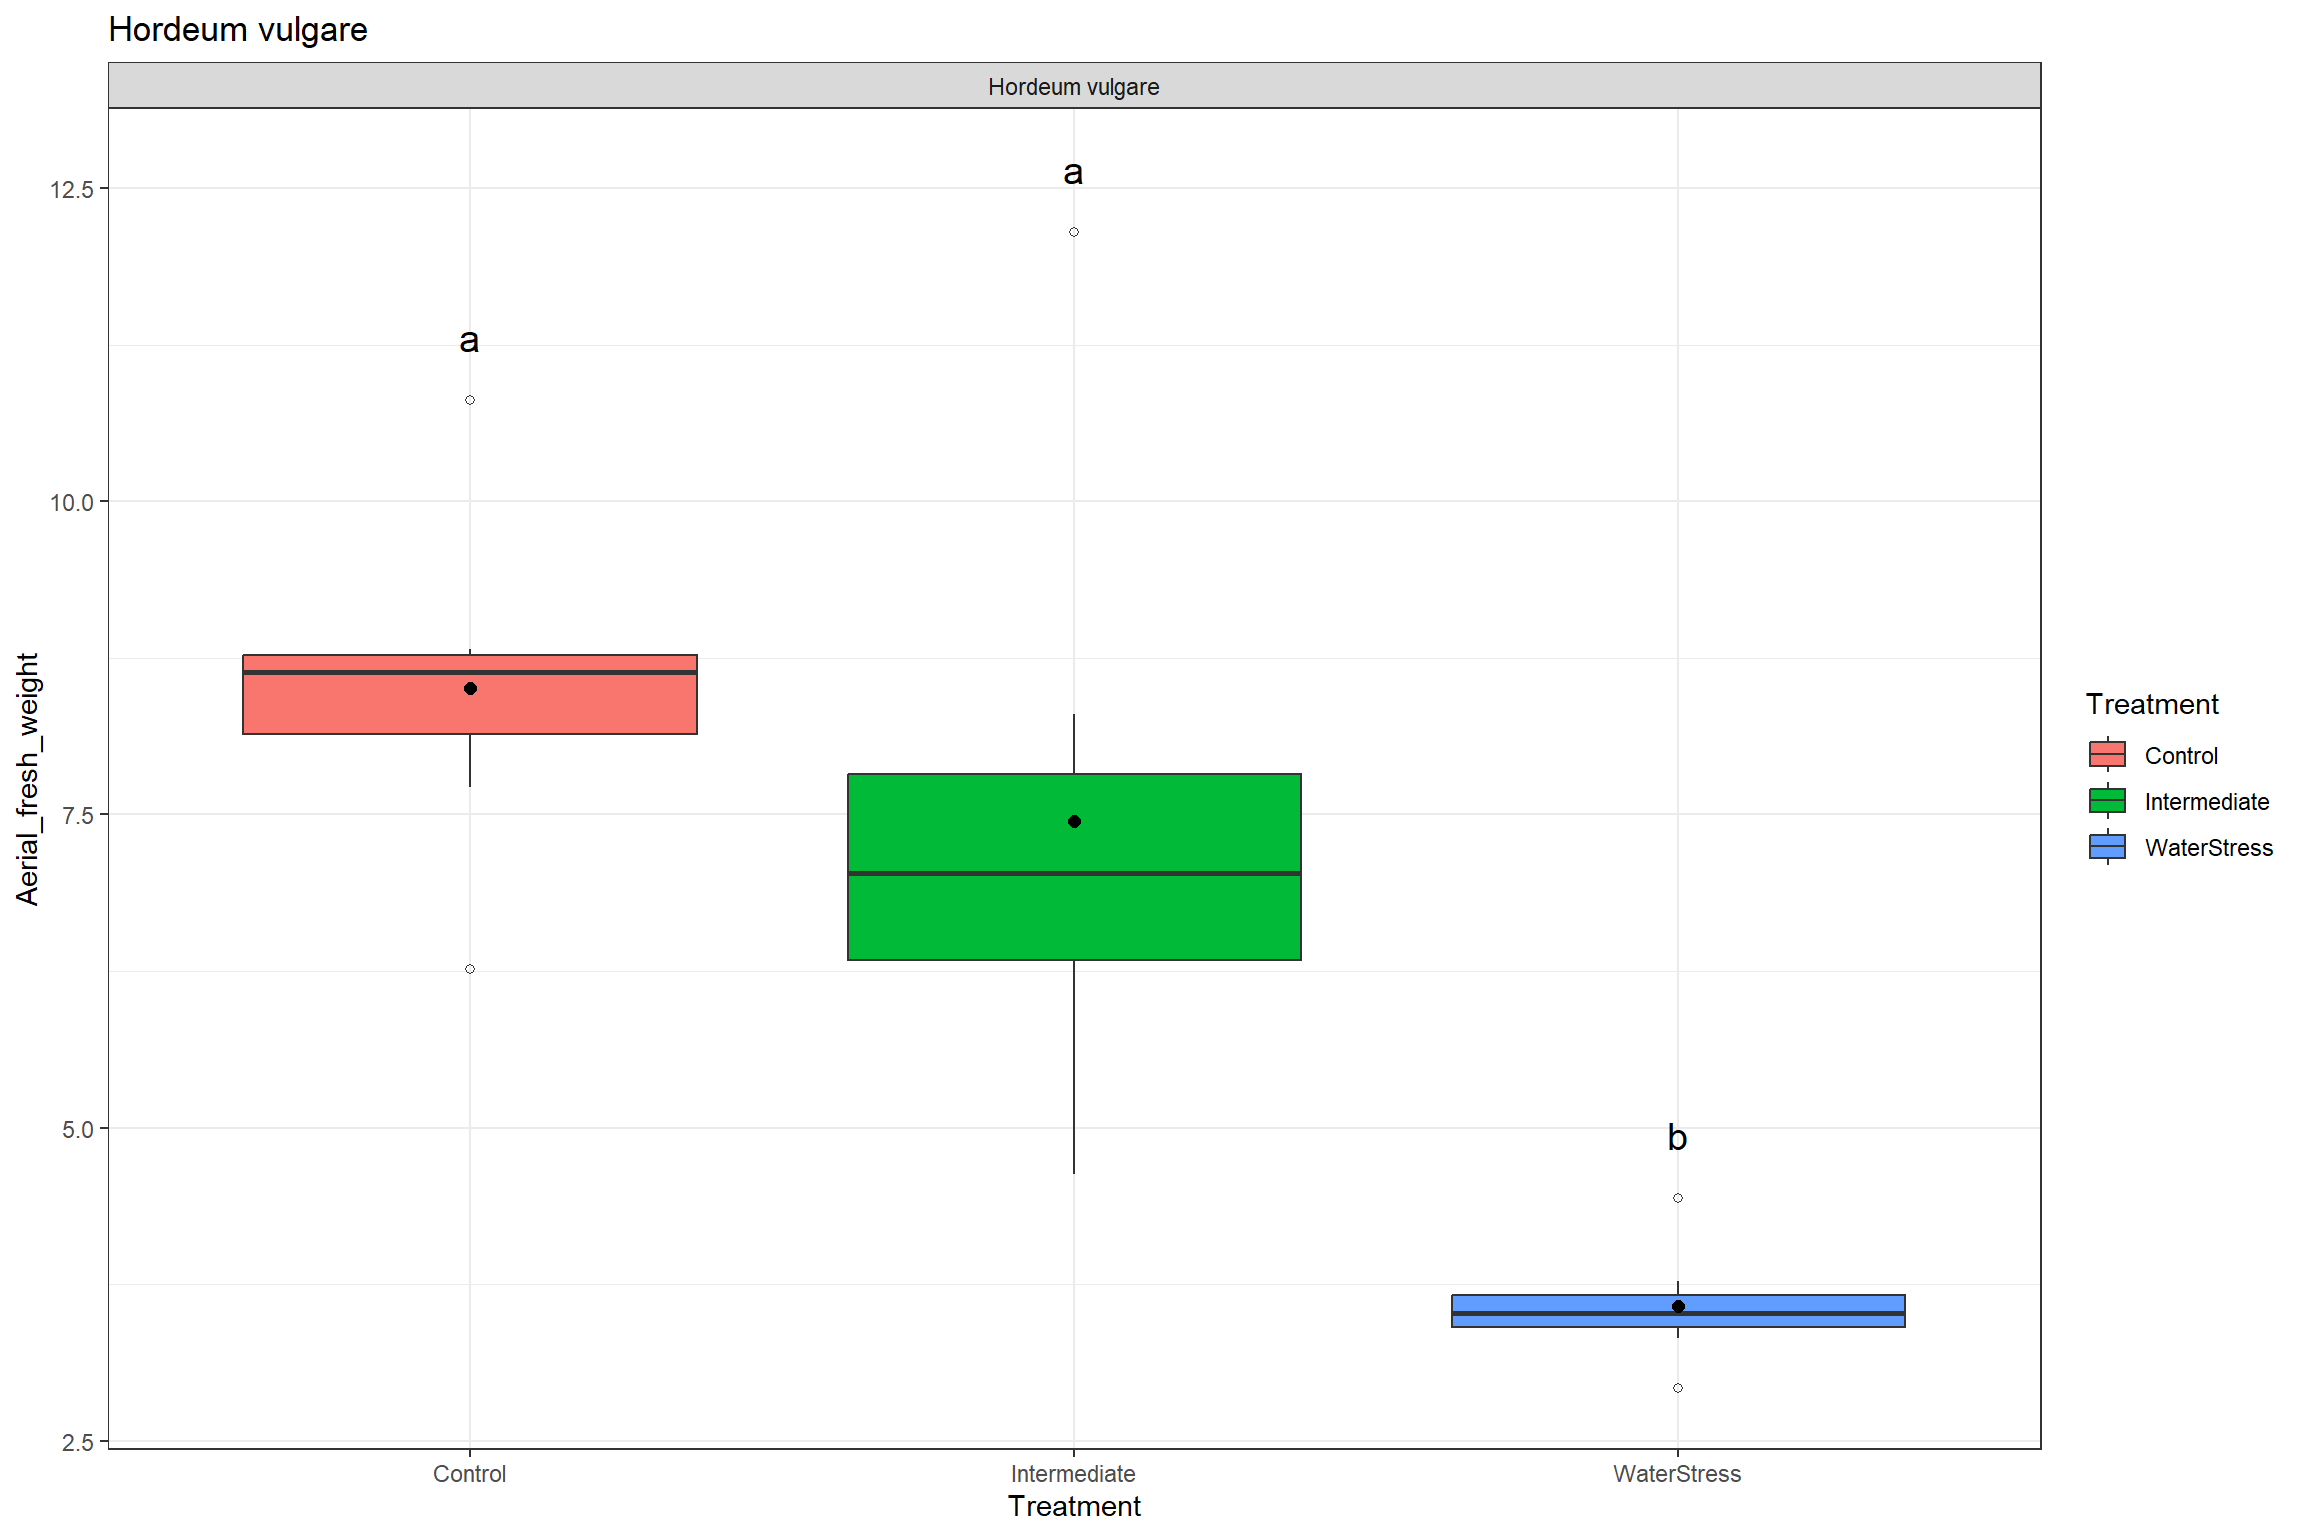 Hordeum vulgare
Hordeum vulgare
12.5
10.0
7.5
5.0
2.5
Aerial_fresh_weight
a
a
b
Control
Intermediate
WaterStress
Treatment
Treatment
Control
Intermediate
WaterStress